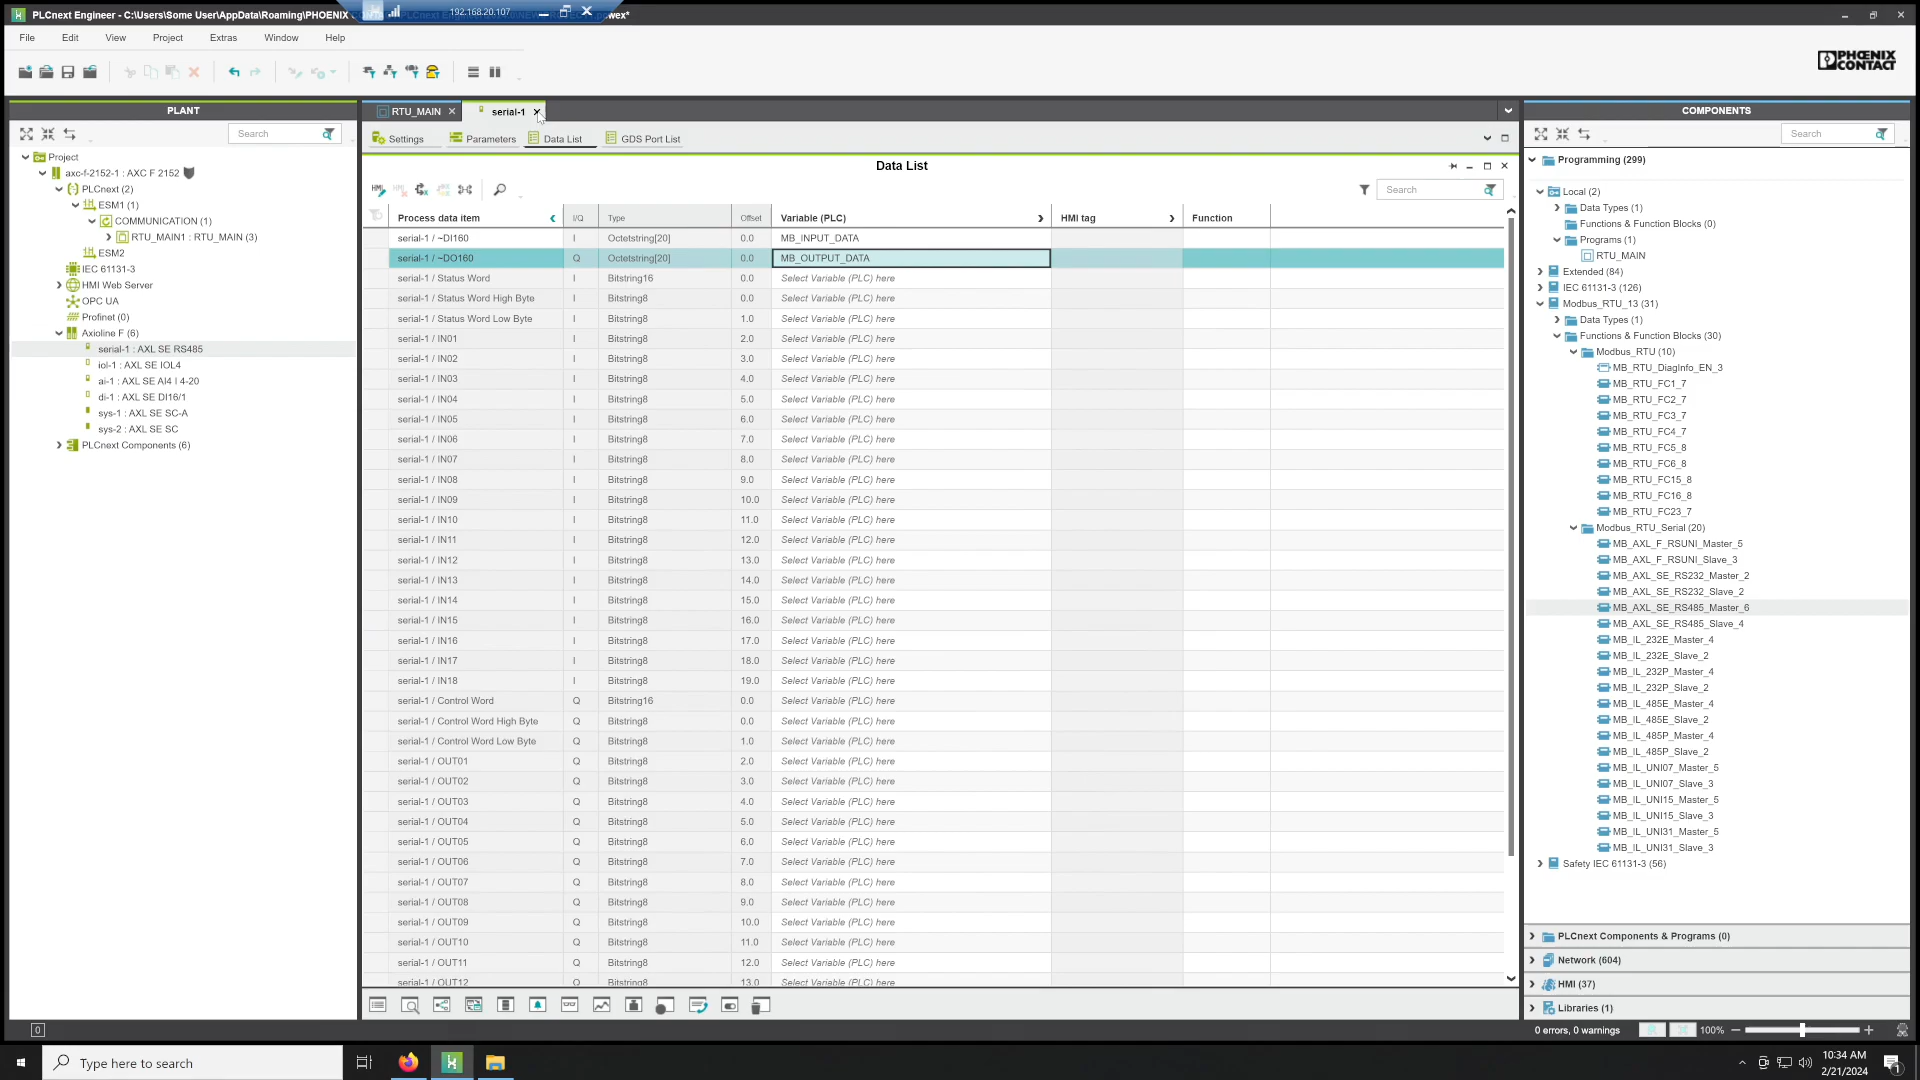 PLCnext Engineer - C:\Users\Some User\AppData\Roaming\PHOENIX
192.168.20.107
File Edit View Project Extras Window Help
PHŒNIX CONTACT
PLANT
Search
Project
axc-f-2152-1 : AXC F 2152
PLCnext (2)
ESM1 (1)
COMMUNICATION (1)
RTU_MAIN1 : RTU_MAIN (3)
ESM2
IEC 61131-3
HMI Web Server
OPC UA
Profinet (0)
Axioline F (6)
serial-1 : AXL SE RS485
iol-1 : AXL SE IOL4
ai-1 : AXL SE AI4 I 4-20
di-1 : AXL SE DI16/1
sys-1 : AXL SE SC-A
sys-2 : AXL SE SC
PLCnext Components (6)
RTU_MAIN serial-1
Settings Parameters Data List GDS Port List
Data List
Search
Process data item I/Q Type Offset Variable (PLC) HMI tag Function
serial-1 / ~DI160 I Octetstring[20] 0.0 MB_INPUT_DATA
serial-1 / ~DO160 Q Octetstring[20] 0.0 MB_OUTPUT_DATA
serial-1 / Status Word I Bitstring16 0.0 Select Variable (PLC) here
serial-1 / Status Word High Byte I Bitstring8 0.0 Select Variable (PLC) here
serial-1 / Status Word Low Byte I Bitstring8 1.0 Select Variable (PLC) here
serial-1 / IN01 I Bitstring8 2.0 Select Variable (PLC) here
serial-1 / IN02 I Bitstring8 3.0 Select Variable (PLC) here
serial-1 / IN03 I Bitstring8 4.0 Select Variable (PLC) here
serial-1 / IN04 I Bitstring8 5.0 Select Variable (PLC) here
serial-1 / IN05 I Bitstring8 6.0 Select Variable (PLC) here
serial-1 / IN06 I Bitstring8 7.0 Select Variable (PLC) here
serial-1 / IN07 I Bitstring8 8.0 Select Variable (PLC) here
serial-1 / IN08 I Bitstring8 9.0 Select Variable (PLC) here
serial-1 / IN09 I Bitstring8 10.0 Select Variable (PLC) here
serial-1 / IN10 I Bitstring8 11.0 Select Variable (PLC) here
serial-1 / IN11 I Bitstring8 12.0 Select Variable (PLC) here
serial-1 / IN12 I Bitstring8 13.0 Select Variable (PLC) here
serial-1 / IN13 I Bitstring8 14.0 Select Variable (PLC) here
serial-1 / IN14 I Bitstring8 15.0 Select Variable (PLC) here
serial-1 / IN15 I Bitstring8 16.0 Select Variable (PLC) here
serial-1 / IN16 I Bitstring8 17.0 Select Variable (PLC) here
serial-1 / IN17 I Bitstring8 18.0 Select Variable (PLC) here
serial-1 / IN18 I Bitstring8 19.0 Select Variable (PLC) here
serial-1 / Control Word Q Bitstring16 0.0 Select Variable (PLC) here
serial-1 / Control Word High Byte Q Bitstring8 0.0 Select Variable (PLC) here
serial-1 / Control Word Low Byte Q Bitstring8 1.0 Select Variable (PLC) here
serial-1 / OUT01 Q Bitstring8 2.0 Select Variable (PLC) here
serial-1 / OUT02 Q Bitstring8 3.0 Select Variable (PLC) here
serial-1 / OUT03 Q Bitstring8 4.0 Select Variable (PLC) here
serial-1 / OUT04 Q Bitstring8 5.0 Select Variable (PLC) here
serial-1 / OUT05 Q Bitstring8 6.0 Select Variable (PLC) here
serial-1 / OUT06 Q Bitstring8 7.0 Select Variable (PLC) here
serial-1 / OUT07 Q Bitstring8 8.0 Select Variable (PLC) here
serial-1 / OUT08 Q Bitstring8 9.0 Select Variable (PLC) here
serial-1 / OUT09 Q Bitstring8 10.0 Select Variable (PLC) here
serial-1 / OUT10 Q Bitstring8 11.0 Select Variable (PLC) here
serial-1 / OUT11 Q Bitstring8 12.0 Select Variable (PLC) here
serial-1 / OUT12 Q Bitstring8 13.0 Select Variable (PLC) here
COMPONENTS
Search
Programming (299)
Local (2)
Data Types (1)
Functions & Function Blocks (0)
Programs (1)
RTU_MAIN
Extended (84)
IEC 61131-3 (126)
Modbus_RTU_13 (31)
Data Types (1)
Functions & Function Blocks (30)
Modbus_RTU (10)
MB_RTU_DiagInfo_EN_3
MB_RTU_FC1_7
MB_RTU_FC2_7
MB_RTU_FC3_7
MB_RTU_FC4_7
MB_RTU_FC5_8
MB_RTU_FC6_8
MB_RTU_FC15_8
MB_RTU_FC16_8
MB_RTU_FC23_7
Modbus_RTU_Serial (20)
MB_AXL_F_RSUNI_Master_5
MB_AXL_F_RSUNI_Slave_3
MB_AXL_SE_RS232_Master_2
MB_AXL_SE_RS232_Slave_2
MB_AXL_SE_RS485_Master_6
MB_AXL_SE_RS485_Slave_4
MB_IL_232E_Master_4
MB_IL_232E_Slave_2
MB_IL_232P_Master_4
MB_IL_232P_Slave_2
MB_IL_485E_Master_4
MB_IL_485E_Slave_2
MB_IL_485P_Master_4
MB_IL_485P_Slave_2
MB_IL_UNI07_Master_5
MB_IL_UNI07_Slave_3
MB_IL_UNI15_Master_5
MB_IL_UNI15_Slave_3
MB_IL_UNI31_Master_5
MB_IL_UNI31_Slave_3
Safety IEC 61131-3 (56)
PLCnext Components & Programs (0)
Network (604)
HMI (37)
Libraries (1)
0
0 errors, 0 warnings 100%
Type here to search
10:34 AM
2/21/2024
1